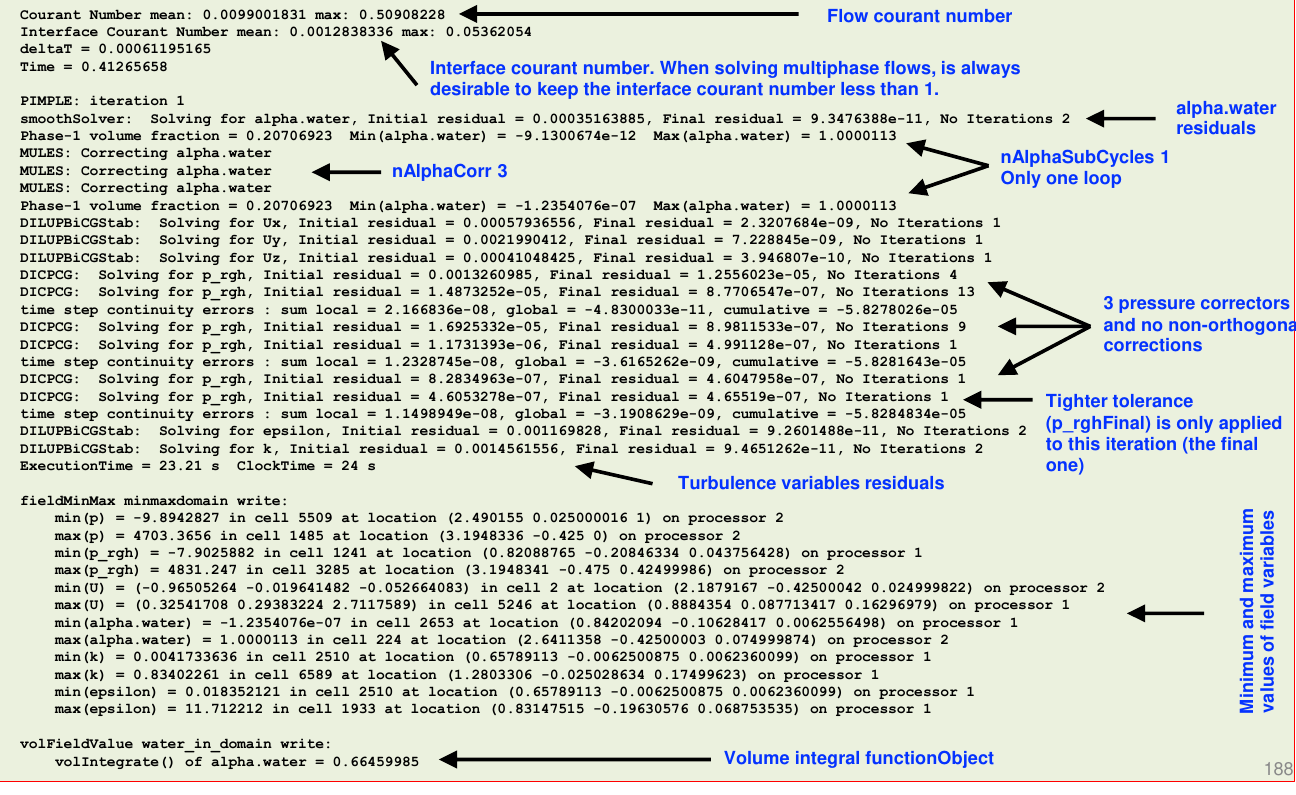 Courant Number mean: 0.0099001831 max: 0.50908228
Flow courant number
Interface Courant Number mean: 0.0012838336 max: 0.05362054
deltaT = 0.00061195165
Time = 0.41265658
Interface courant number. When solving multiphase flows, is always
desirable to keep the interface courant number less than 1.
PIMPLE: iteration 1
smoothSolver:  Solving for alpha.water, Initial residual = 0.00035163885, Final residual = 9.3476388e-11, No Iterations 2
alpha.water
residuals
Phase-1 volume fraction = 0.20706923  Min(alpha.water) = -9.1300674e-12  Max(alpha.water) = 1.0000113
MULES: Correcting alpha.water
MULES: Correcting alpha.water
MULES: Correcting alpha.water
nAlphaCorr 3
nAlphaSubCycles 1
Only one loop
Phase-1 volume fraction = 0.20706923  Min(alpha.water) = -1.2354076e-07  Max(alpha.water) = 1.0000113
DILUPBiCGStab:  Solving for Ux, Initial residual = 0.00057936556, Final residual = 2.3207684e-09, No Iterations 1
DILUPBiCGStab:  Solving for Uy, Initial residual = 0.0021990412, Final residual = 7.228845e-09, No Iterations 1
DILUPBiCGStab:  Solving for Uz, Initial residual = 0.00041048425, Final residual = 3.946807e-10, No Iterations 1
DICPCG:  Solving for p_rgh, Initial residual = 0.0013260985, Final residual = 1.2556023e-05, No Iterations 4
DICPCG:  Solving for p_rgh, Initial residual = 1.4873252e-05, Final residual = 8.7706547e-07, No Iterations 13
time step continuity errors : sum local = 2.166836e-08, global = -4.8300033e-11, cumulative = -5.8278026e-05
DICPCG:  Solving for p_rgh, Initial residual = 1.6925332e-05, Final residual = 8.9811533e-07, No Iterations 9
DICPCG:  Solving for p_rgh, Initial residual = 1.1731393e-06, Final residual = 4.991128e-07, No Iterations 1
time step continuity errors : sum local = 1.2328745e-08, global = -3.6165262e-09, cumulative = -5.8281643e-05
DICPCG:  Solving for p_rgh, Initial residual = 8.2834963e-07, Final residual = 4.6047958e-07, No Iterations 1
DICPCG:  Solving for p_rgh, Initial residual = 4.6053278e-07, Final residual = 4.65519e-07, No Iterations 1
time step continuity errors : sum local = 1.1498949e-08, global = -3.1908629e-09, cumulative = -5.8284834e-05
3 pressure correctors
and no non-orthogona
corrections
Tighter tolerance
(p_rghFinal) is only applied
to this iteration (the final
one)
DILUPBiCGStab:  Solving for epsilon, Initial residual = 0.001169828, Final residual = 9.2601488e-11, No Iterations 2
DILUPBiCGStab:  Solving for k, Initial residual = 0.0014561556, Final residual = 9.4651262e-11, No Iterations 2
ExecutionTime = 23.21 s  ClockTime = 24 s
Turbulence variables residuals
fieldMinMax minmaxdomain write:
min(p) = -9.8942827 in cell 5509 at location (2.490155 0.025000016 1) on processor 2
max(p) = 4703.3656 in cell 1485 at location (3.1948336 -0.425 0) on processor 2
min(p_rgh) = -7.9025882 in cell 1241 at location (0.82088765 -0.20846334 0.043756428) on processor 1
max(p_rgh) = 4831.247 in cell 3285 at location (3.1948341 -0.475 0.42499986) on processor 2
min(U) = (-0.96505264 -0.019641482 -0.052664083) in cell 2 at location (2.1879167 -0.42500042 0.024999822) on processor 2
max(U) = (0.32541708 0.29383224 2.7117589) in cell 5246 at location (0.8884354 0.087713417 0.16296979) on processor 1
min(alpha.water) = -1.2354076e-07 in cell 2653 at location (0.84202094 -0.10628417 0.0062556498) on processor 1
max(alpha.water) = 1.0000113 in cell 224 at location (2.6411358 -0.42500003 0.074999874) on processor 2
min(k) = 0.0041733636 in cell 2510 at location (0.65789113 -0.0062500875 0.0062360099) on processor 1
max(k) = 0.83402261 in cell 6589 at location (1.2803306 -0.025028634 0.17499623) on processor 1
min(epsilon) = 0.018352121 in cell 2510 at location (0.65789113 -0.0062500875 0.0062360099) on processor 1
max(epsilon) = 11.712212 in cell 1933 at location (0.83147515 -0.19630576 0.068753535) on processor 1
Minimum and maximum
values of field variables
volFieldValue water_in_domain write:
volIntegrate() of alpha.water = 0.66459985
Volume integral functionObject
188